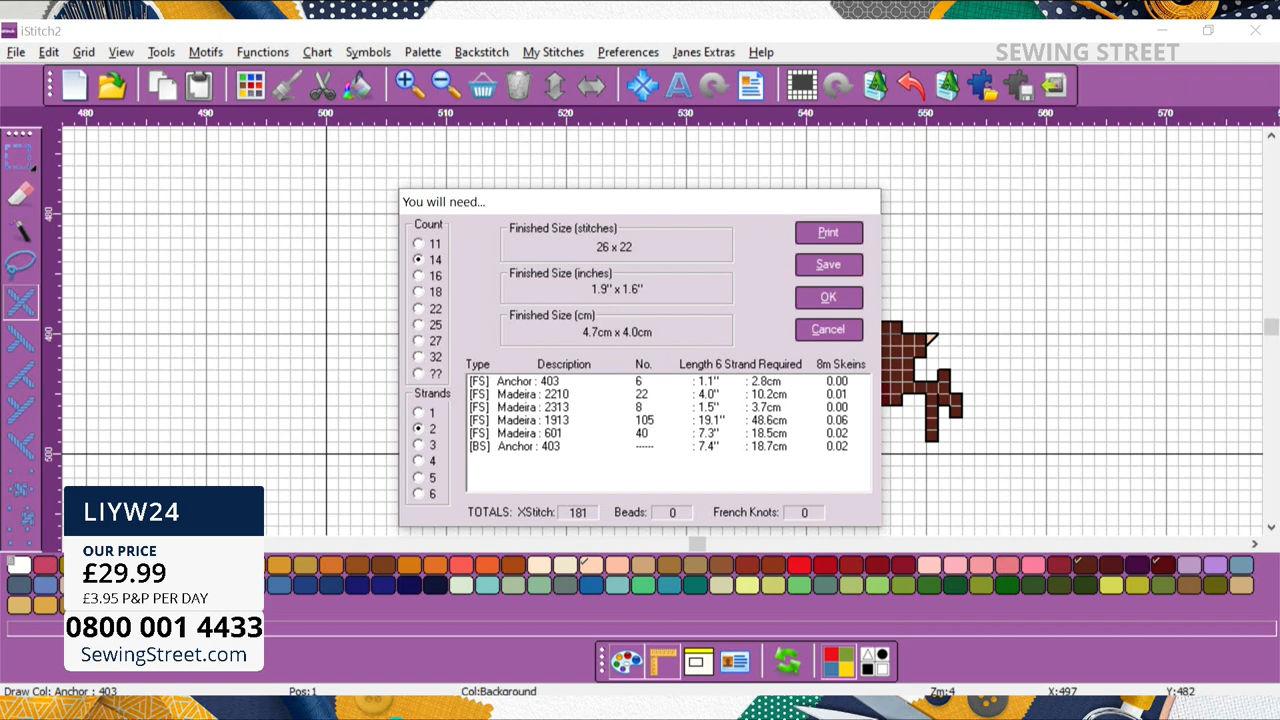 iStitch2
File Edit Grid View Tools Motifs Functions Chart Symbols Palette Backstitch My Stitches Preferences Janes Extras Help
SEWING STREET
480 490 500 510 520 530 540 550 560 570
480
490
500
You will need...
Count
11
14
16
18
22
25
27
32
??
Strands
1
2
3
4
5
6
Finished Size (stitches)
26 x 22
Finished Size (inches)
1.9" x 1.6"
Finished Size (cm)
4.7cm x 4.0cm
Print
Save
OK
Cancel
Type Description No. Length 6 Strand Required 8m Skeins
[FS] Anchor : 403 6 : 1.1" : 2.8cm 0.00
[FS] Madeira : 2210 22 : 4.0" : 10.2cm 0.01
[FS] Madeira : 2313 8 : 1.5" : 3.7cm 0.00
[FS] Madeira : 1913 105 : 19.1" : 48.6cm 0.06
[FS] Madeira : 601 40 : 7.3" : 18.5cm 0.02
[BS] Anchor : 403 ------ : 7.4" : 18.7cm 0.02
TOTALS: XStitch: 181 Beads: 0 French Knots: 0
LIYW24
OUR PRICE
£29.99
£3.95 P&P PER DAY
0800 001 4433
SewingStreet.com
Draw Col: Anchor : 403 Pos:1 Col:Background Zm:4 X:497 Y:482